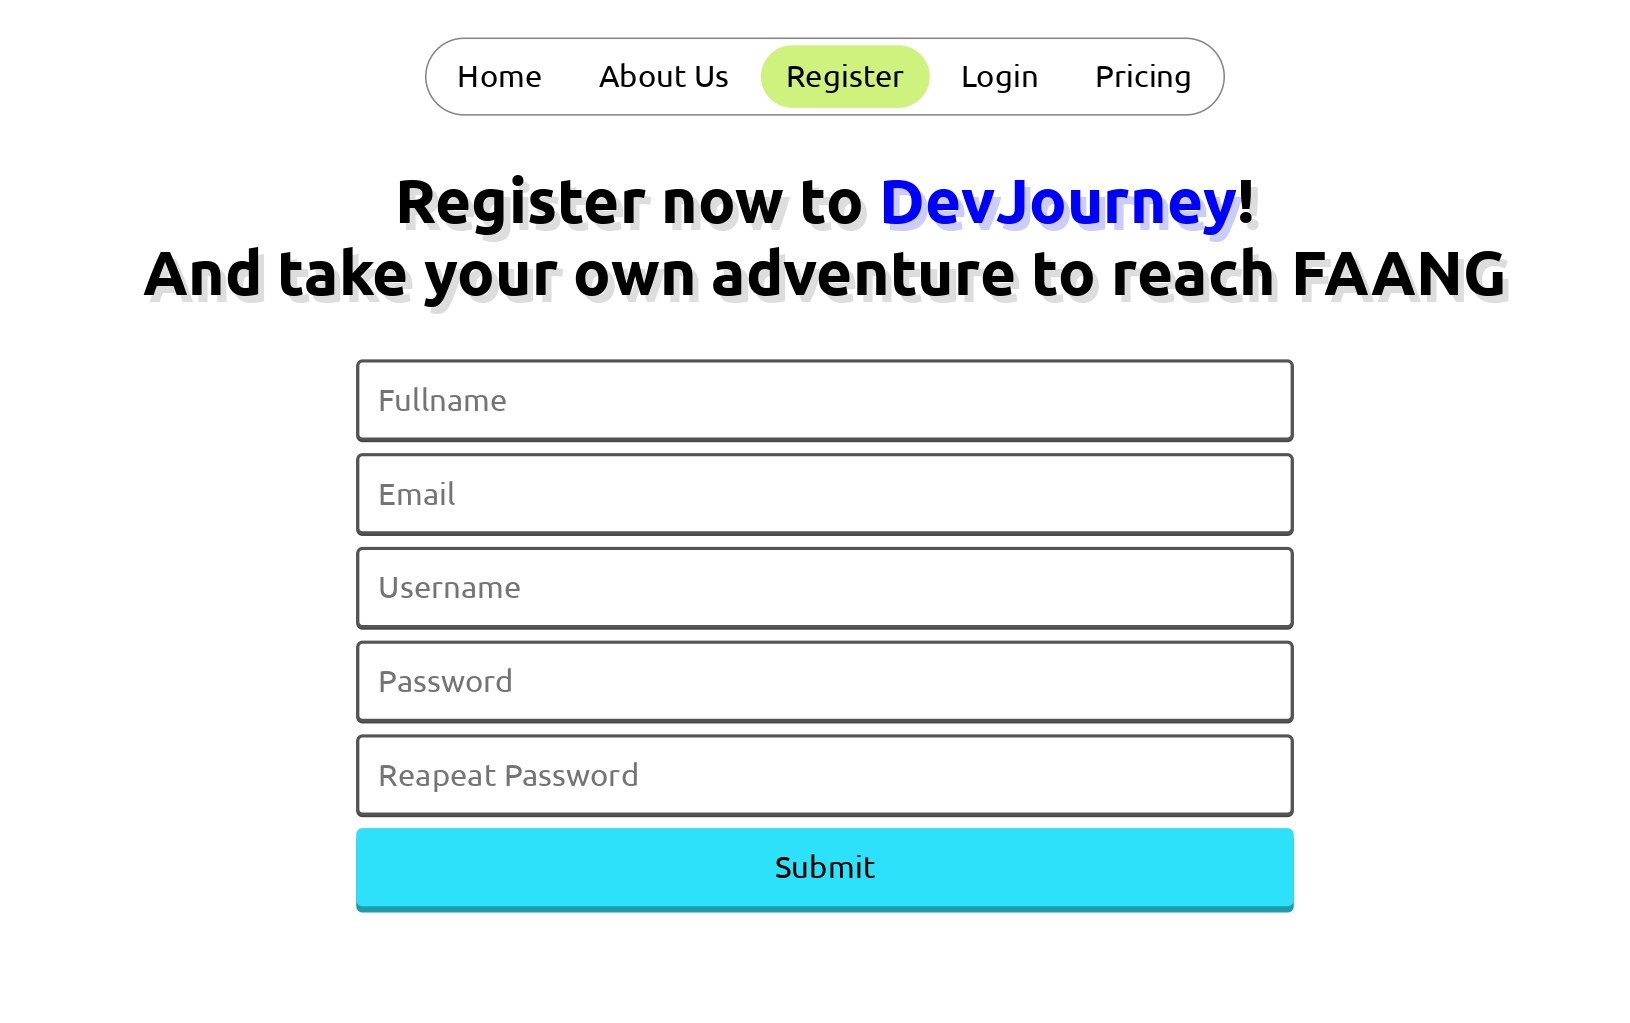 Home About Us Register Login Pricing
Register now to DevJourney!
And take your own adventure to reach FAANG
Fullname
Email
Username
Password
Reapeat Password
Submit